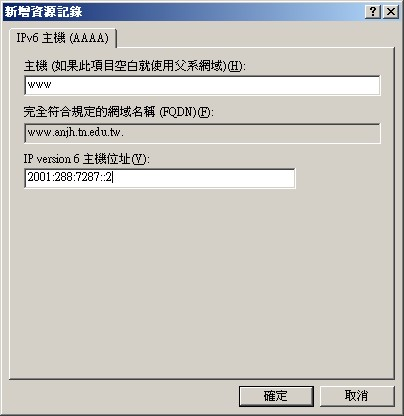 新增資源記錄
IPv6 主機 (AAAA)
主機 (如果此項目空白就使用父系網域)(H):
www
完全符合規定的網域名稱 (FQDN)(F):
www.anjh.tn.edu.tw.
IP version 6 主機位址(V):
2001:288:7287::2
確定
取消